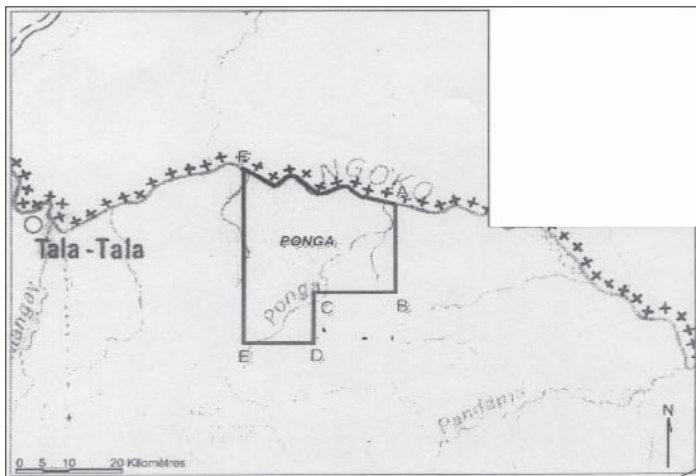 F
NGOKO
A
PONGA
Tala - Tala
Ponga
C
B
E
D
Pandama
N
0 5 10 20 Kilomètres